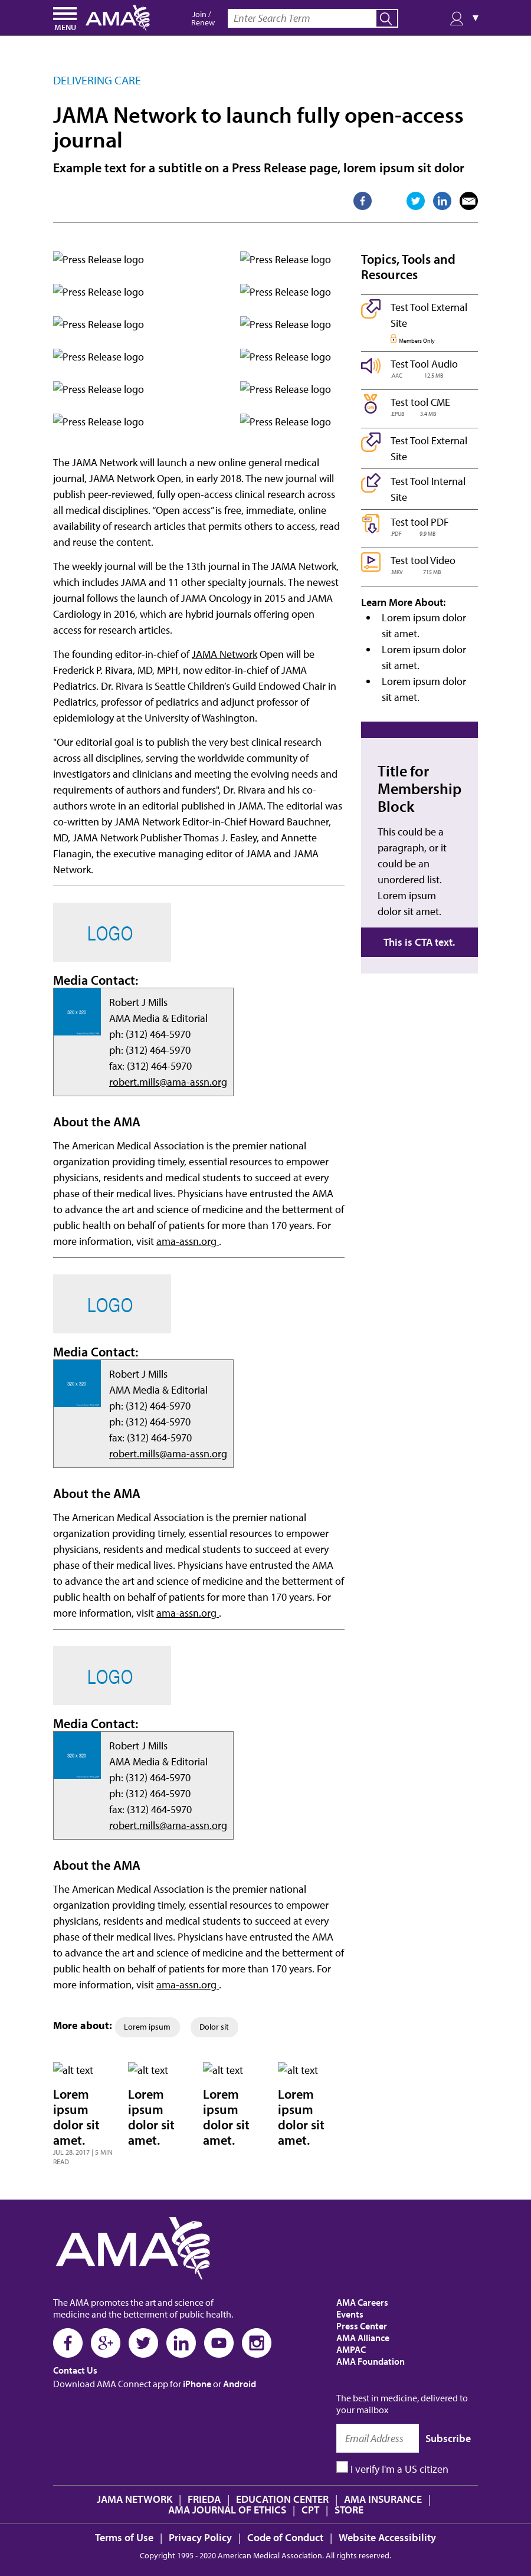 MENU
AMA
Join /
Renew
Enter Search Term
▼
DELIVERING CARE
JAMA Network to launch fully open-access
journal
Example text for a subtitle on a Press Release page, lorem ipsum sit dolor
Press Release logo
Press Release logo
Press Release logo
Press Release logo
Press Release logo
Press Release logo
Press Release logo
Press Release logo
Press Release logo
Press Release logo
Press Release logo
Press Release logo
The JAMA Network will launch a new online general medical
journal, JAMA Network Open, in early 2018. The new journal will
publish peer-reviewed, fully open-access clinical research across
all medical disciplines. “Open access” is free, immediate, online
availability of research articles that permits others to access, read
and reuse the content.
The weekly journal will be the 13th journal in The JAMA Network,
which includes JAMA and 11 other specialty journals. The newest
journal follows the launch of JAMA Oncology in 2015 and JAMA
Cardiology in 2016, which are hybrid journals offering open
access for research articles.
The founding editor-in-chief of JAMA Network Open will be
Frederick P. Rivara, MD, MPH, now editor-in-chief of JAMA
Pediatrics. Dr. Rivara is Seattle Children's Guild Endowed Chair in
Pediatrics, professor of pediatrics and adjunct professor of
epidemiology at the University of Washington.
"Our editorial goal is to publish the very best clinical research
across all disciplines, serving the worldwide community of
investigators and clinicians and meeting the evolving needs and
requirements of authors and funders", Dr. Rivara and his co-
authors wrote in an editorial published in JAMA. The editorial was
co-written by JAMA Network Editor-in-Chief Howard Bauchner,
MD, JAMA Network Publisher Thomas J. Easley, and Annette
Flanagin, the executive managing editor of JAMA and JAMA
Network.
LOGO
Media Contact:
320 x 320
Robert J Mills
AMA Media & Editorial
ph: (312) 464-5970
ph: (312) 464-5970
fax: (312) 464-5970
robert.mills@ama-assn.org
About the AMA
The American Medical Association is the premier national
organization providing timely, essential resources to empower
physicians, residents and medical students to succeed at every
phase of their medical lives. Physicians have entrusted the AMA
to advance the art and science of medicine and the betterment of
public health on behalf of patients for more than 170 years. For
more information, visit ama-assn.org .
LOGO
Media Contact:
320 x 320
Robert J Mills
AMA Media & Editorial
ph: (312) 464-5970
ph: (312) 464-5970
fax: (312) 464-5970
robert.mills@ama-assn.org
About the AMA
The American Medical Association is the premier national
organization providing timely, essential resources to empower
physicians, residents and medical students to succeed at every
phase of their medical lives. Physicians have entrusted the AMA
to advance the art and science of medicine and the betterment of
public health on behalf of patients for more than 170 years. For
more information, visit ama-assn.org .
LOGO
Media Contact:
320 x 320
Robert J Mills
AMA Media & Editorial
ph: (312) 464-5970
ph: (312) 464-5970
fax: (312) 464-5970
robert.mills@ama-assn.org
About the AMA
The American Medical Association is the premier national
organization providing timely, essential resources to empower
physicians, residents and medical students to succeed at every
phase of their medical lives. Physicians have entrusted the AMA
to advance the art and science of medicine and the betterment of
public health on behalf of patients for more than 170 years. For
more information, visit ama-assn.org .
More about: Lorem ipsum Dolor sit
alt text
Lorem
ipsum
dolor sit
amet.
JUL 28, 2017 | 5 MIN
READ
alt text
Lorem
ipsum
dolor sit
amet.
alt text
Lorem
ipsum
dolor sit
amet.
alt text
Lorem
ipsum
dolor sit
amet.
Topics, Tools and
Resources
Test Tool External
Site
Members Only
Test Tool Audio
.AAC 12.5 MB
Test tool CME
.EPUB 3.4 MB
Test Tool External
Site
Test Tool Internal
Site
Test tool PDF
.PDF 9.9 MB
Test tool Video
.MKV 715 MB
Learn More About:
Lorem ipsum dolor
sit amet.
Lorem ipsum dolor
sit amet.
Lorem ipsum dolor
sit amet.
Title for
Membership
Block
This could be a
paragraph, or it
could be an
unordered list.
Lorem ipsum
dolor sit amet.
This is CTA text.
AMA
The AMA promotes the art and science of
medicine and the betterment of public health.
Contact Us
Download AMA Connect app for iPhone or Android
AMA Careers
Events
Press Center
AMA Alliance
AMPAC
AMA Foundation
The best in medicine, delivered to
your mailbox
Email Address
Subscribe
I verify I'm a US citizen
JAMA NETWORK | FRIEDA | EDUCATION CENTER | AMA INSURANCE |
AMA JOURNAL OF ETHICS | CPT | STORE
Terms of Use | Privacy Policy | Code of Conduct | Website Accessibility
Copyright 1995 - 2020 American Medical Association. All rights reserved.